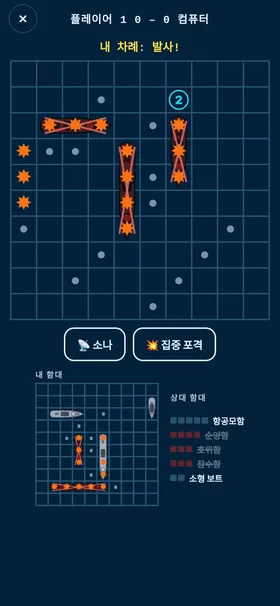 ×
플레이어 1 0 – 0 컴퓨터
내 차례: 발사!
2
소나
집중 포격
내 함대
상대 함대
항공모함
순양함
호위함
잠수함
소형 보트